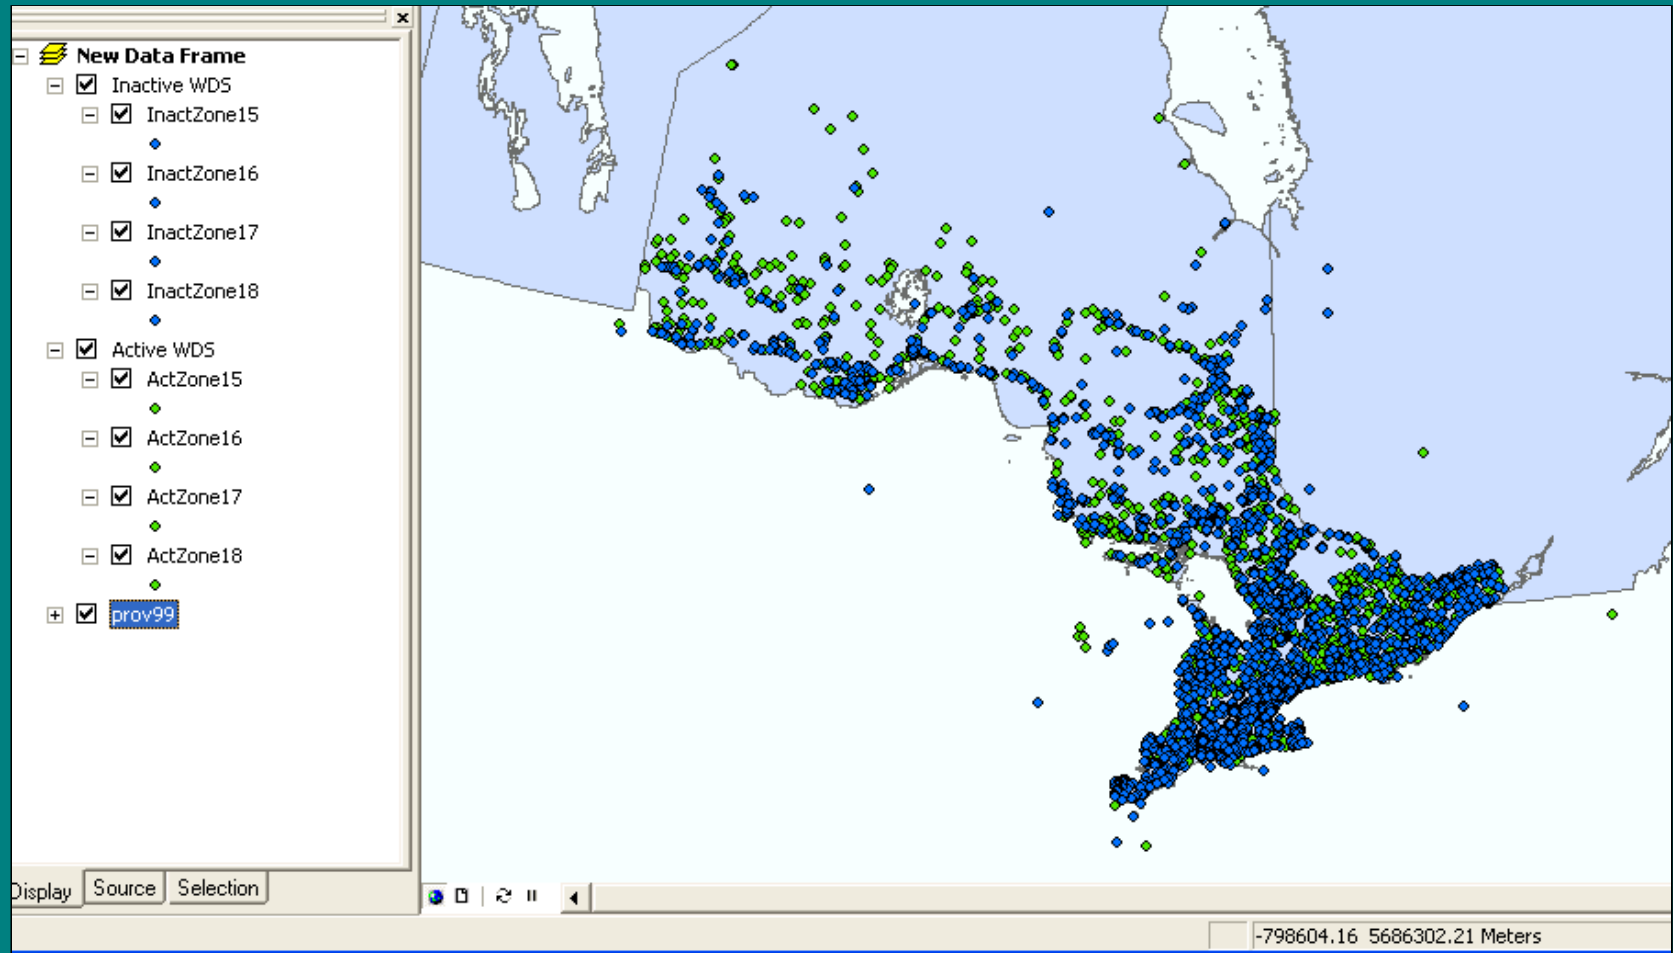 New Data Frame
Inactive WDS
InactZone15
InactZone16
InactZone17
InactZone18
Active WDS
ActZone15
ActZone16
ActZone17
ActZone18
prov99
Display Source Selection
-798604.16 5686302.21 Meters